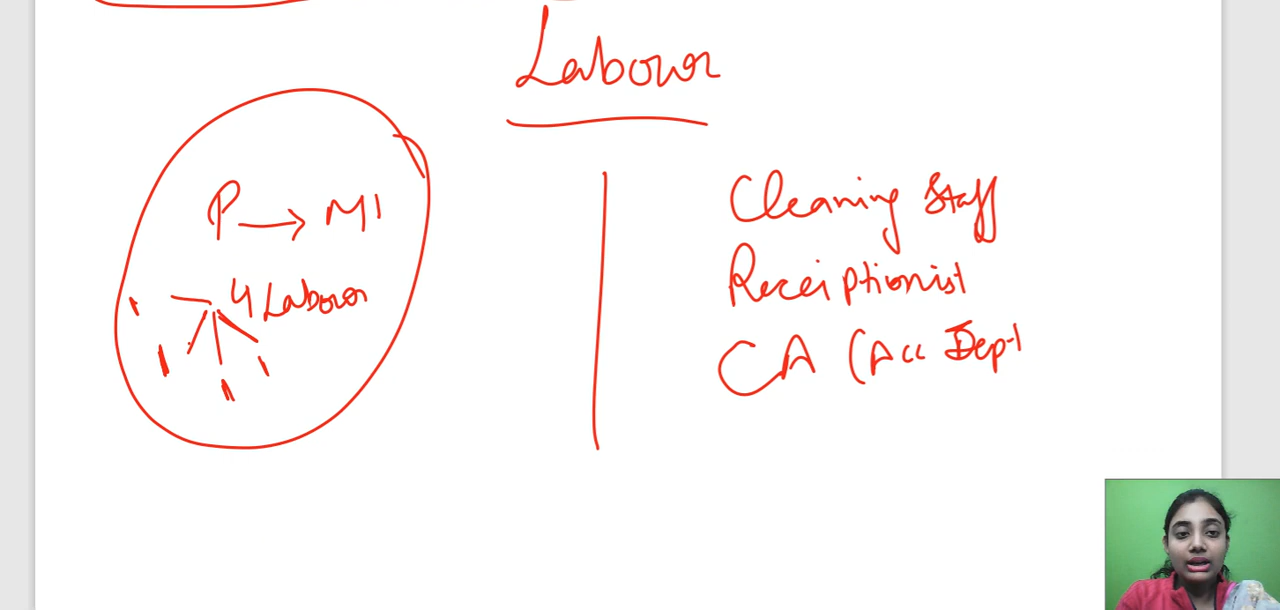 Labour
P → M1
4 Labour
Cleaning Staff
Receiptionist
CA (Acc Dept